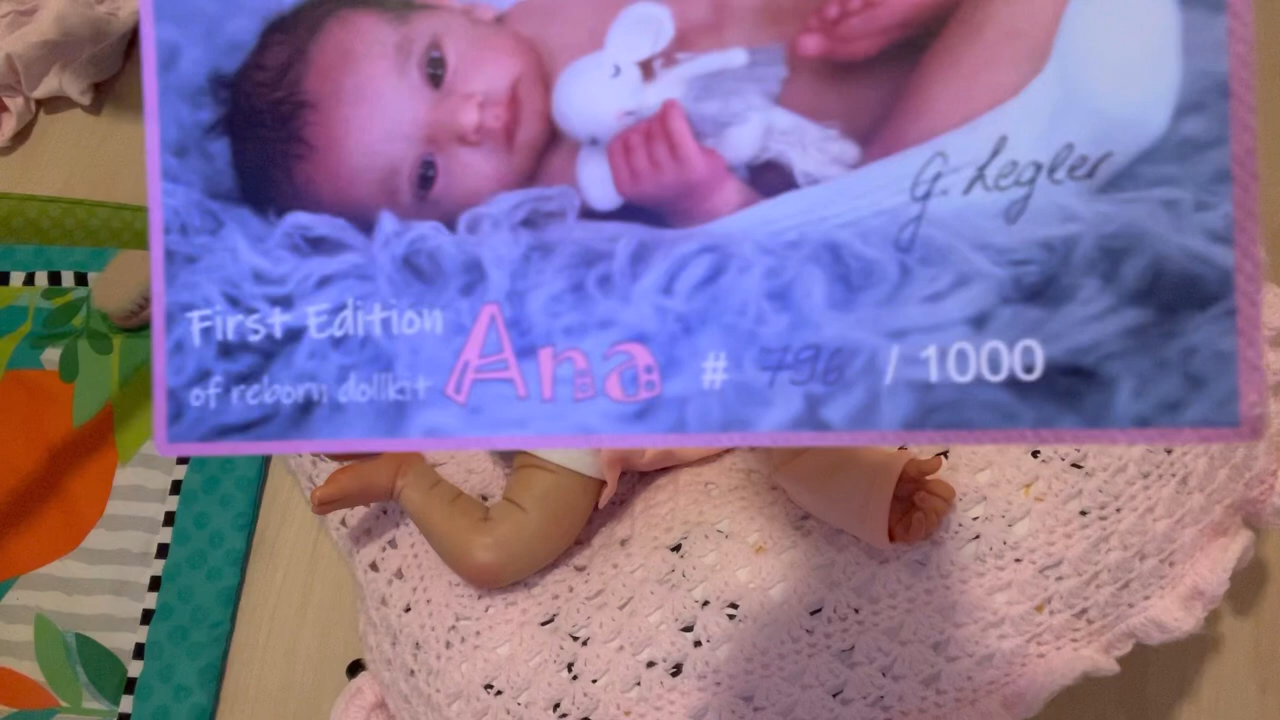 G. Legler
First Edition
of reborn dollkit Ana # 796 / 1000